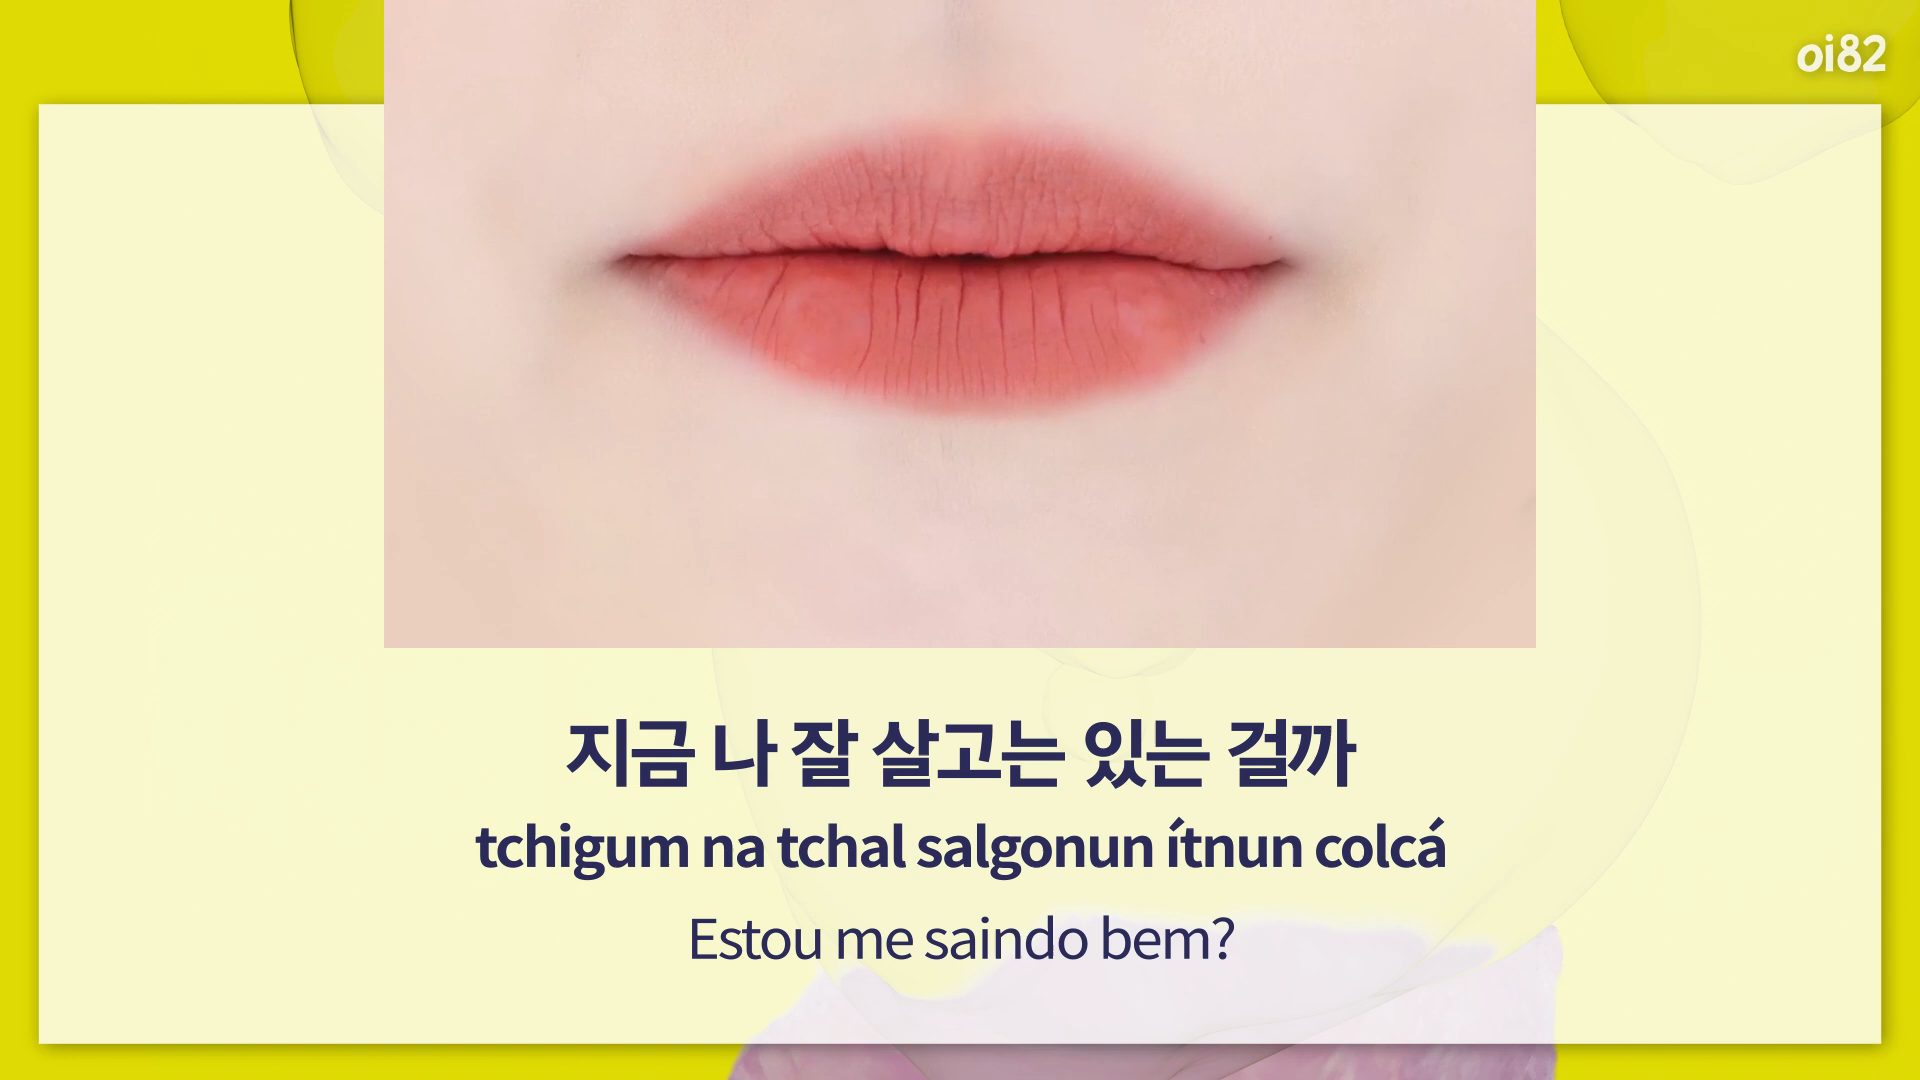 oi82
지금 나 잘 살고는 있는 걸까
tchigum na tchal salgonun ítnun colcá
Estou me saindo bem?